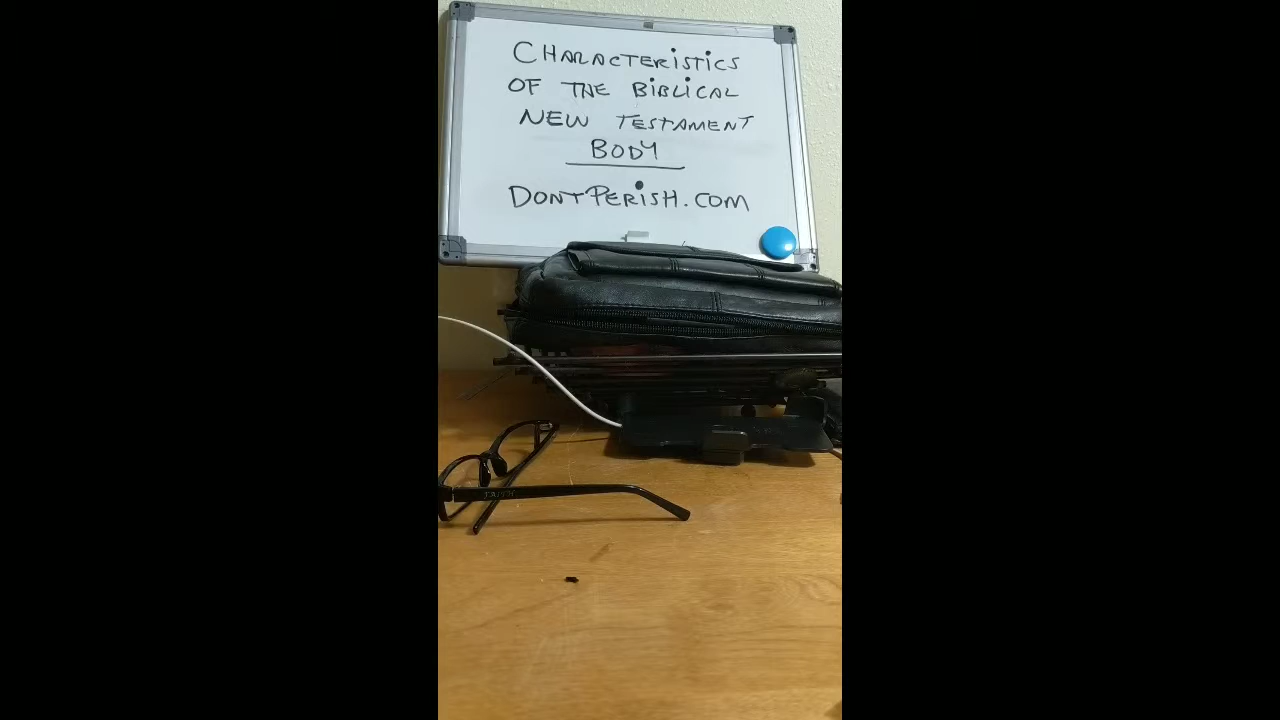 CHARACTERISTICS
OF THE BIBLICAL
NEW TESTAMENT
BODY
DONTPERISH.COM